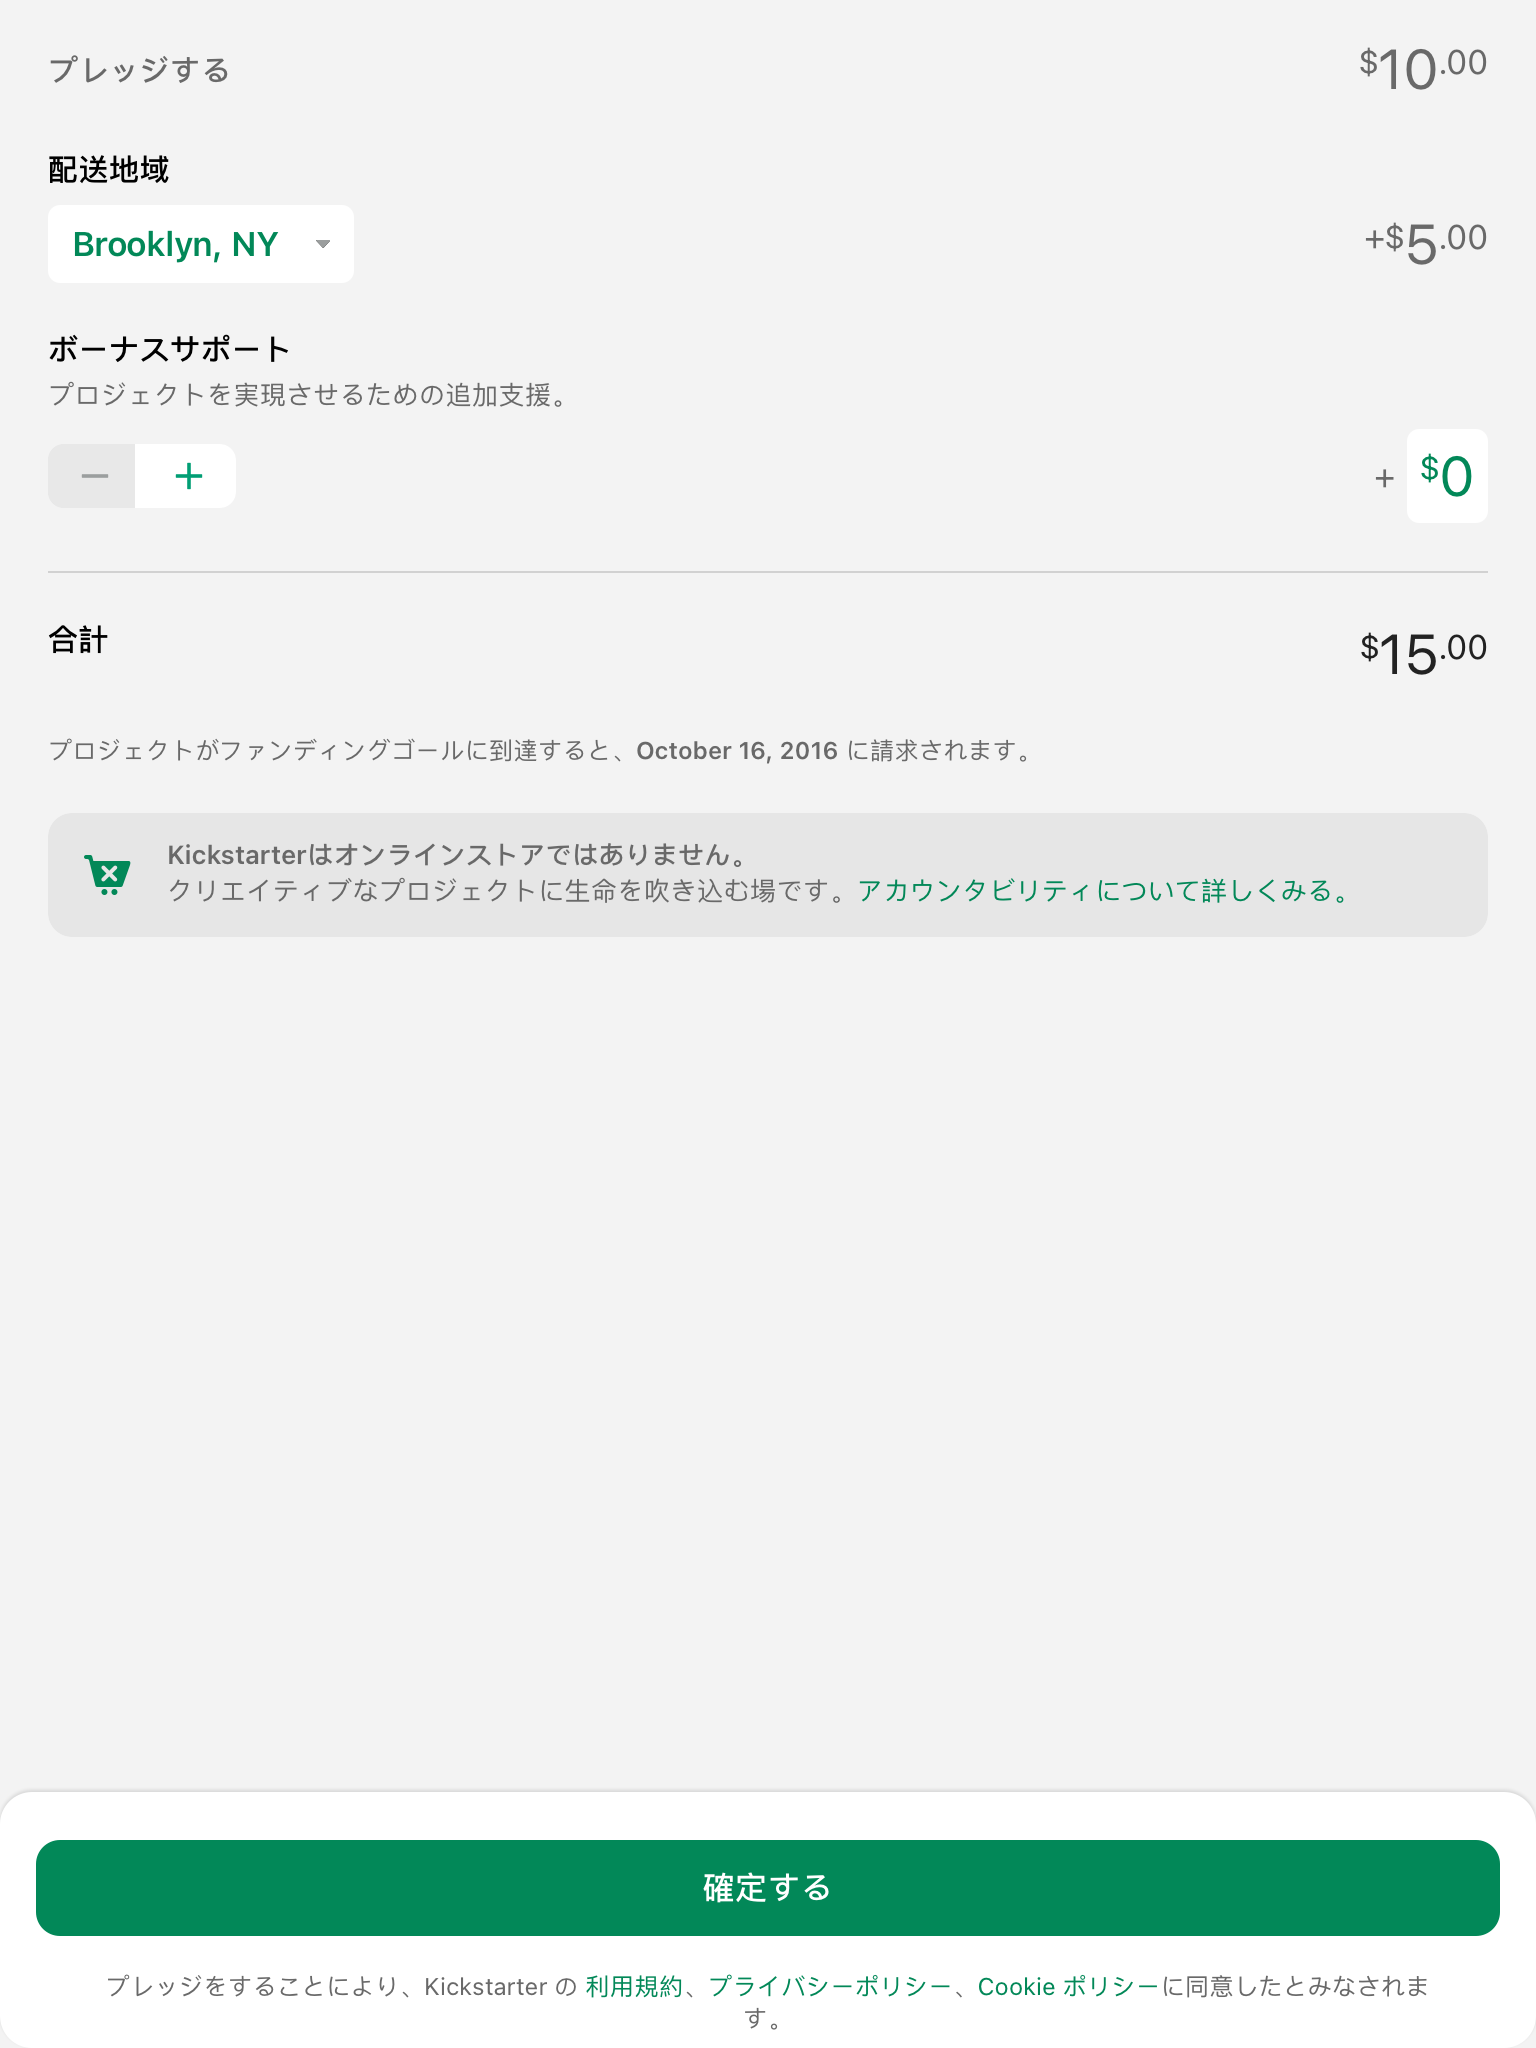 プレッジする $10.00
配送地域
Brooklyn, NY +$5.00
ボーナスサポート
プロジェクトを実現させるための追加支援。
− + + $0
合計 $15.00
プロジェクトがファンディングゴールに到達すると、October 16, 2016 に請求されます。
Kickstarterはオンラインストアではありません。
クリエイティブなプロジェクトに生命を吹き込む場です。アカウンタビリティについて詳しくみる。
確定する
プレッジをすることにより、Kickstarter の 利用規約、プライバシーポリシー、Cookie ポリシーに同意したとみなされま
す。